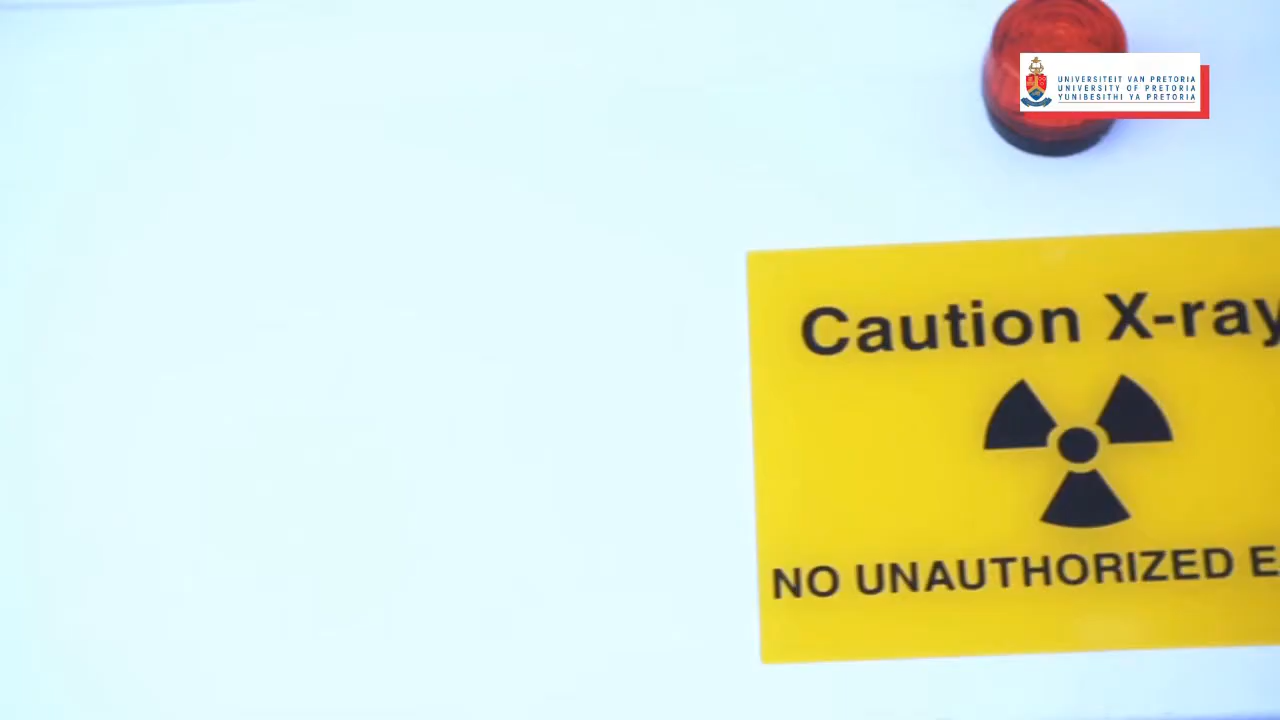 UNIVERSITEIT VAN PRETORIA
UNIVERSITY OF PRETORIA
YUNIBESITHI YA PRETORIA
Caution X-ray
NO UNAUTHORIZED E